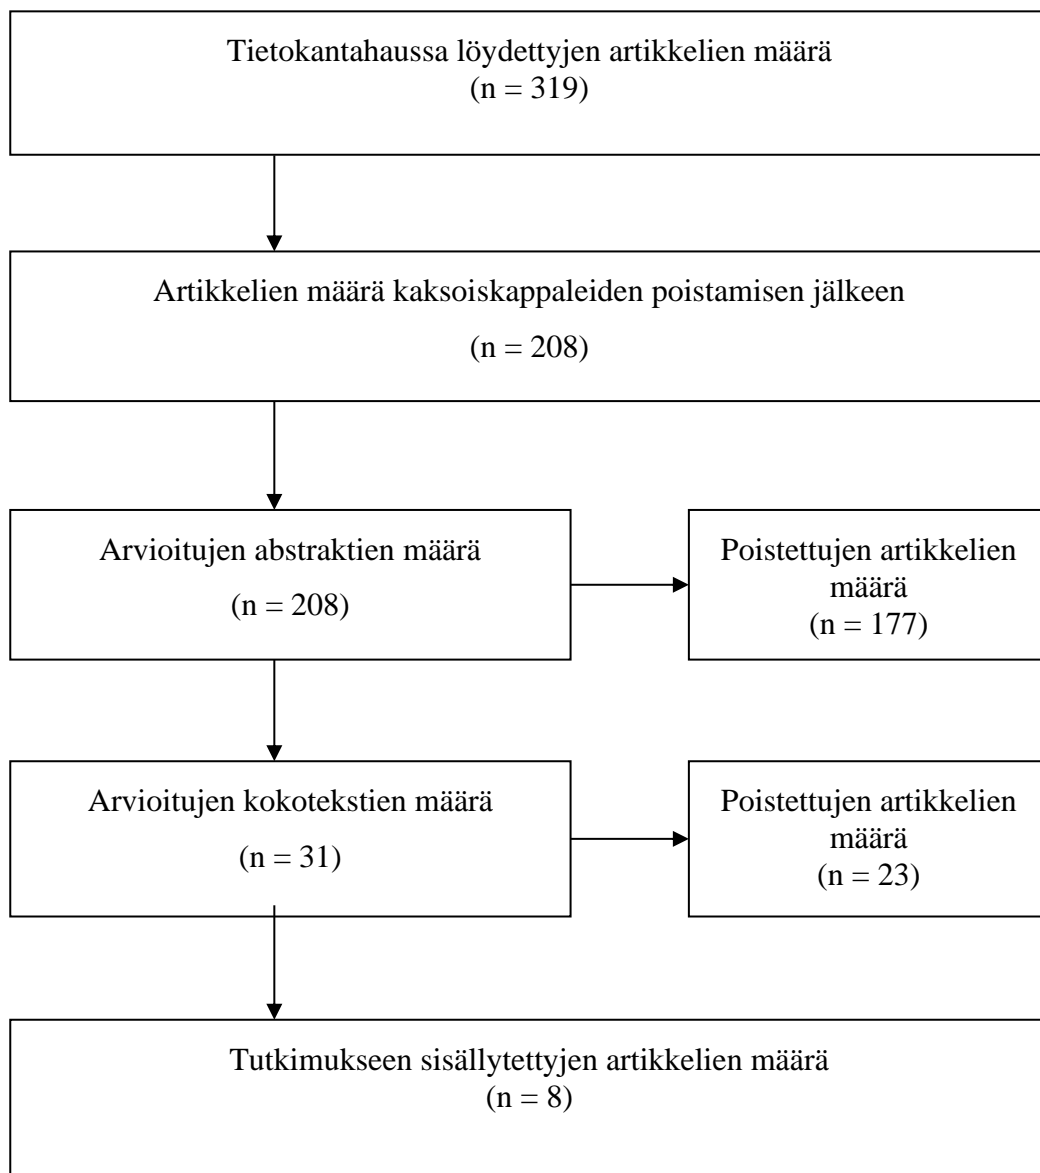 Tietokantahaussa löydettyjen artikkelien määrä
(n = 319)
Artikkelien määrä kaksoiskappaleiden poistamisen jälkeen
(n = 208)
Arvioitujen abstraktien määrä
(n = 208)
Poistettujen artikkelien
määrä
(n = 177)
Arvioitujen kokotekstien määrä
(n = 31)
Poistettujen artikkelien
määrä
(n = 23)
Tutkimukseen sisällytettyjen artikkelien määrä
(n = 8)